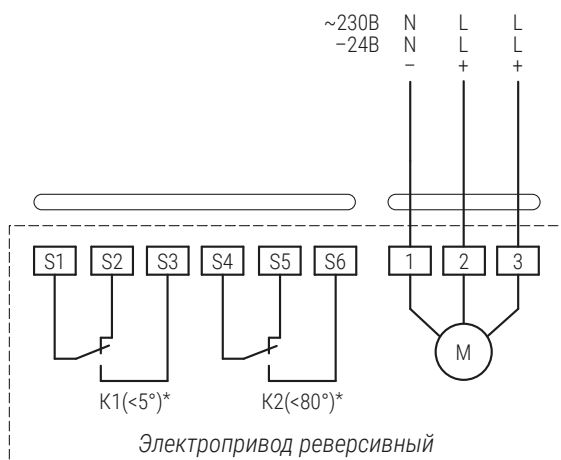 ~230В N L L
−24В N L L
− + +
S1 S2 S3 S4 S5 S6 1 2 3
M
K1(<5°)* K2(<80°)*
Электропривод реверсивный